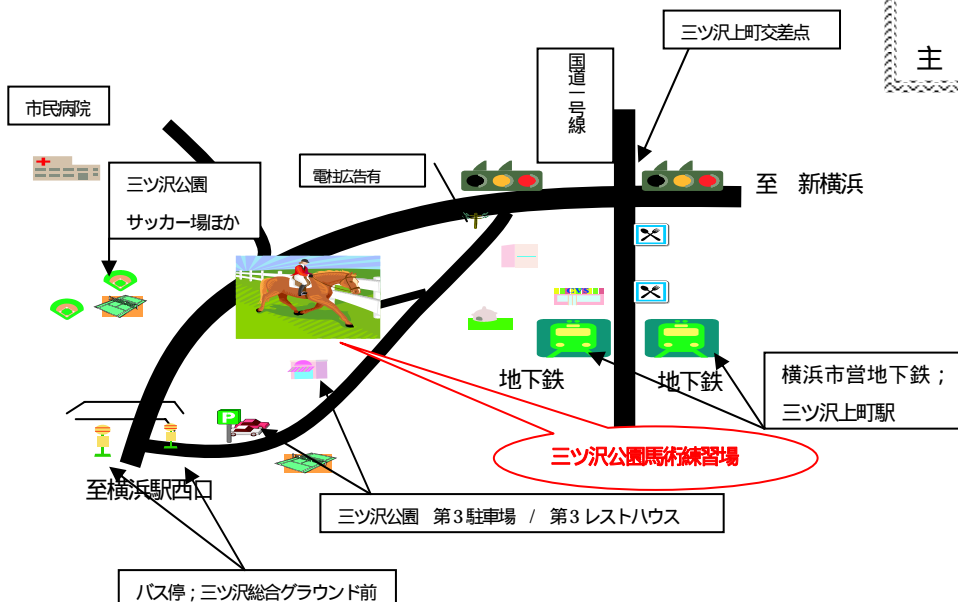 三ツ沢上町交差点
主
国道一号線
市民病院
三ツ沢公園
サッカー場ほか
電柱広告有
至　新横浜
CVS
地下鉄
地下鉄
横浜市営地下鉄；
三ツ沢上町駅
P
三ツ沢公園馬術練習場
至横浜駅西口
三ツ沢公園　第3駐車場　/　第3レストハウス
バス停；三ツ沢総合グラウンド前